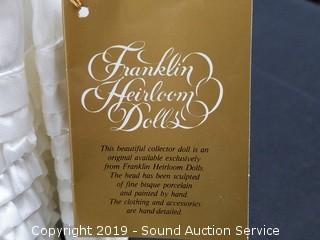 Franklin
Heirloom
Dolls
This beautiful collector doll is an
original available exclusively
from Franklin Heirloom Dolls.
The head has been sculpted
of fine bisque porcelain
and painted by hand.
The clothing and accessories
are hand-detailed.
Copyright 2019 - Sound Auction Service